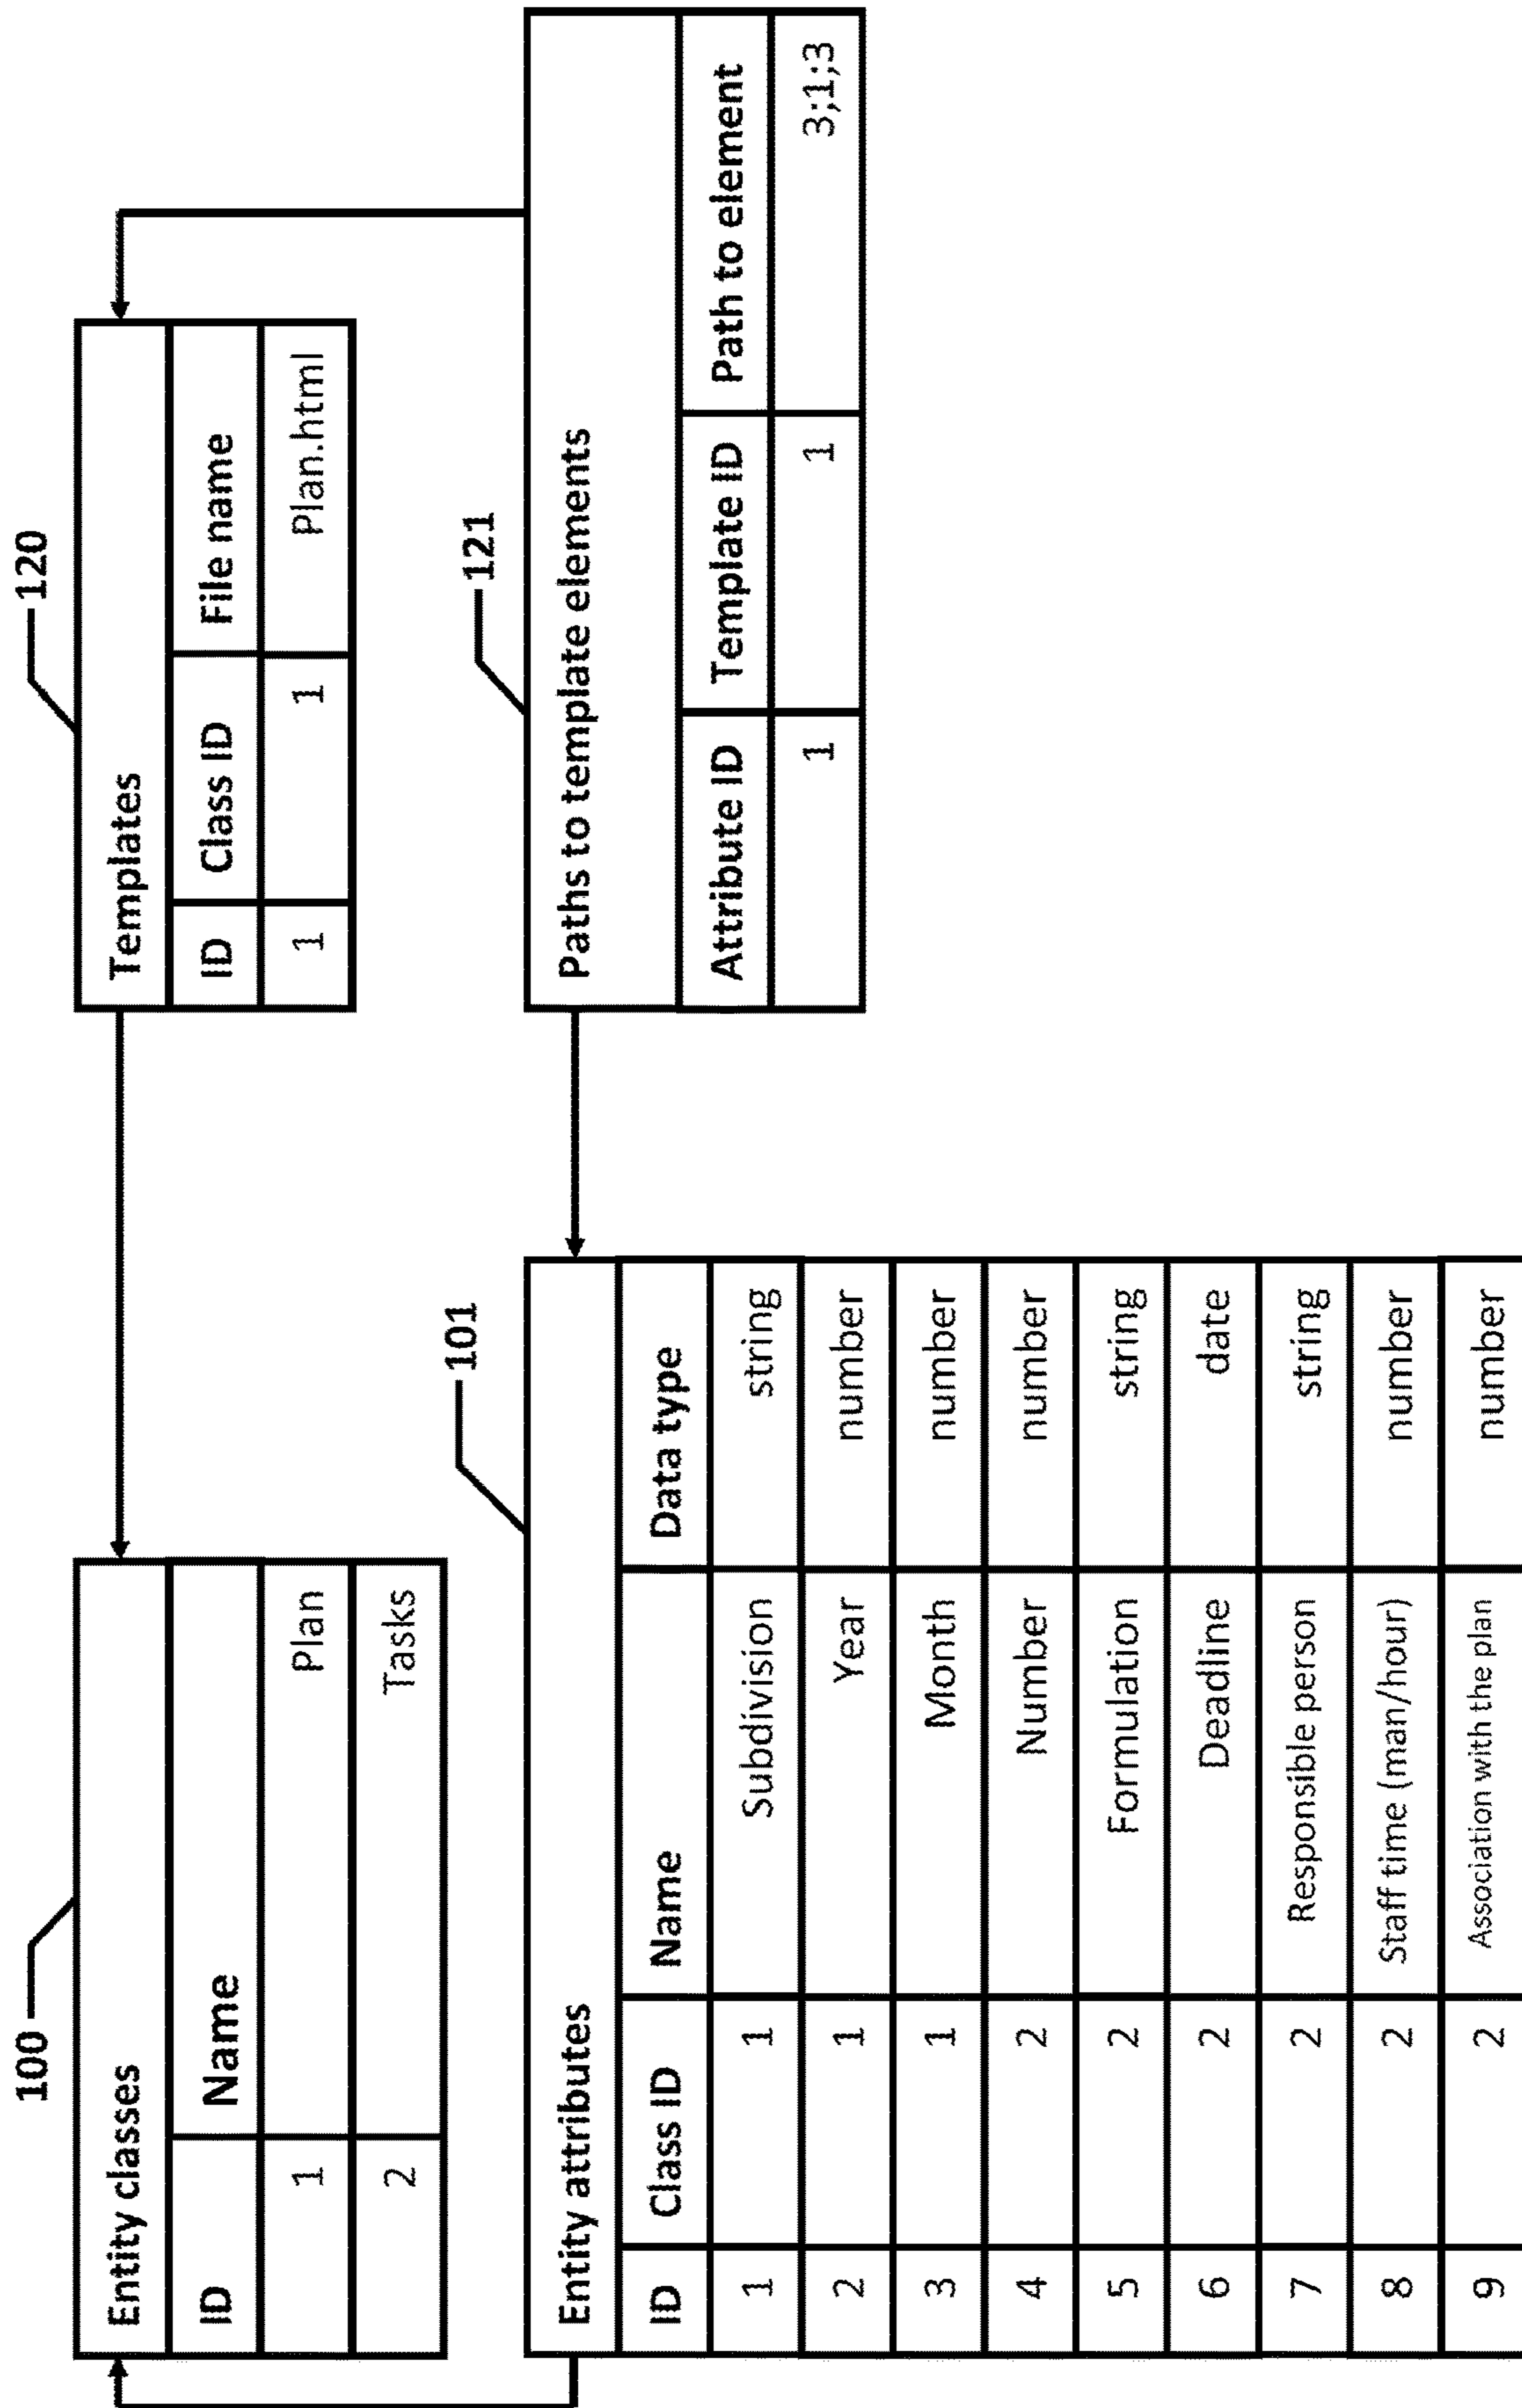 100
Entity classes
ID Name
1 Plan
2 Tasks
120
Templates
ID Class ID File name
1 1 Plan.html
101
Entity attributes
ID Class ID Name Data type
1 1 Subdivision string
2 1 Year number
3 1 Month number
4 2 Number number
5 2 Formulation string
6 2 Deadline date
7 2 Responsible person string
8 2 Staff time (man/hour) number
9 2 Association with the plan number
121
Paths to template elements
Attribute ID Template ID Path to element
1 1 3;1;3